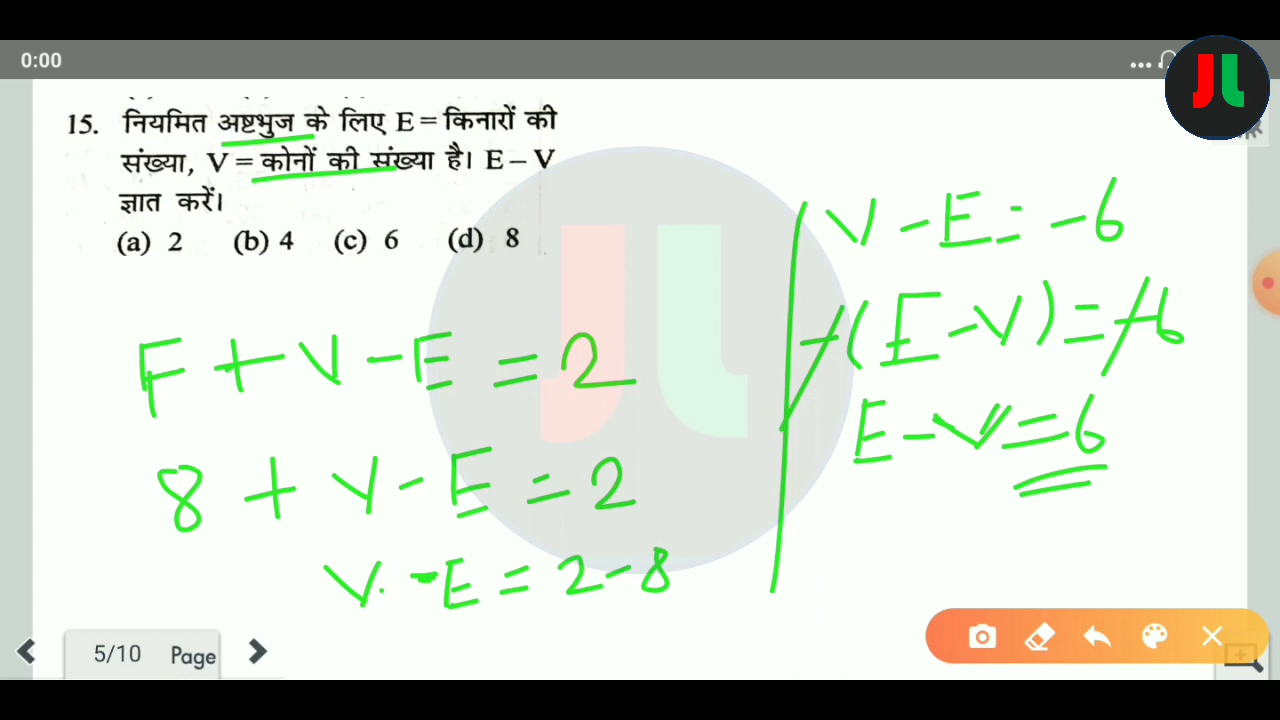 0:00
15. नियमित अष्टभुज के लिए E = किनारों की
संख्या, V = कोनों की संख्या है। E – V
ज्ञात करें।
(a) 2 (b) 4 (c) 6 (d) 8
F + V - E = 2
8 + V - E = 2
V - E = 2 - 8
V - E = -6
-(E - V) = -6
E - V = 6
5/10 Page